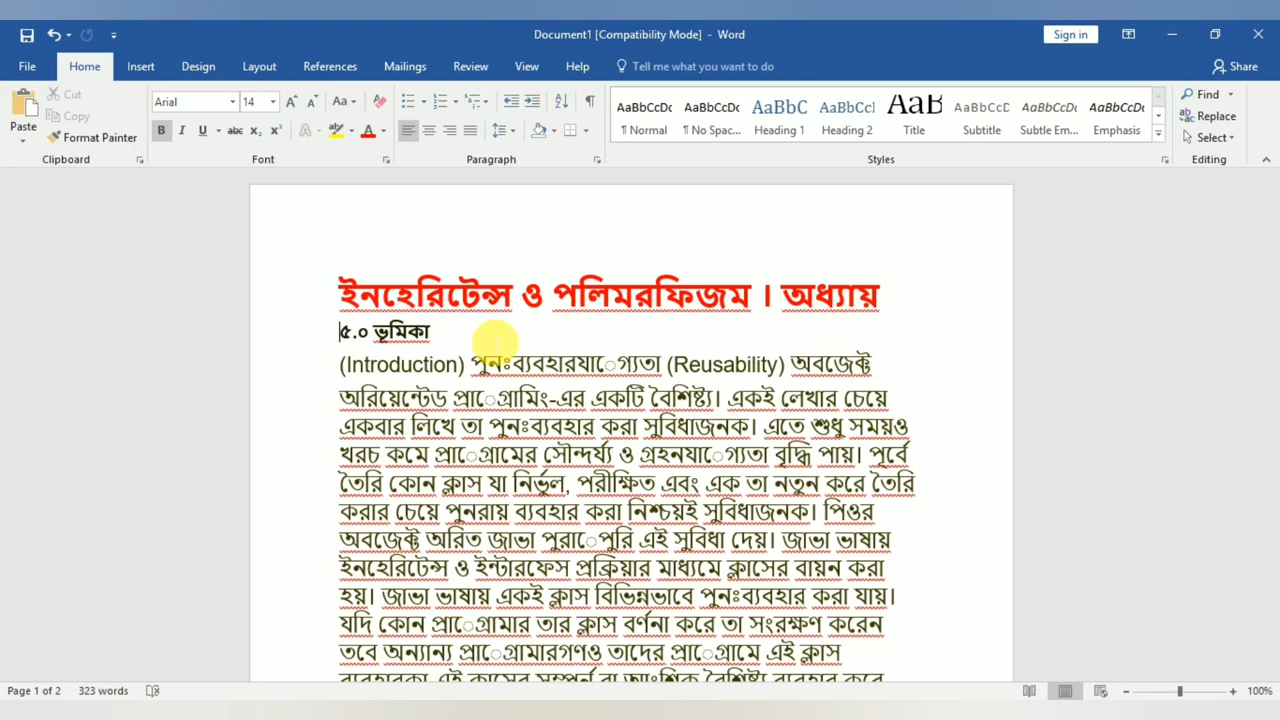 Document1 [Compatibility Mode] - Word
Sign in
File Home Insert Design Layout References Mailings Review View Help Tell me what you want to do Share
Paste
Cut
Copy
Format Painter
Clipboard
Arial 14
Font
Paragraph
AaBbCcDc AaBbCcDc AaBbC AaBbCcI AaB AaBbCcD AaBbCcDc AaBbCcDc
¶ Normal ¶ No Spac... Heading 1 Heading 2 Title Subtitle Subtle Em... Emphasis
Styles
Find
Replace
Select
Editing
ইনহেরিটেন্স ও পলিমরফিজম । অধ্যায়
৫.০ ভূমিকা
(Introduction) পুনঃব্যবহারযােগ্যতা (Reusability) অবজেক্ট
অরিয়েন্টেড প্রােগ্রামিং-এর একটি বৈশিষ্ট্য। একই লেখার চেয়ে
একবার লিখে তা পুনঃব্যবহার করা সুবিধাজনক। এতে শুধু সময়ও
খরচ কমে প্রােগ্রামের সৌন্দর্য্য ও গ্রহনযােগ্যতা বৃদ্ধি পায়। পূর্বে
তৈরি কোন ক্লাস যা নির্ভুল, পরীক্ষিত এবং এক তা নতুন করে তৈরি
করার চেয়ে পুনরায় ব্যবহার করা নিশ্চয়ই সুবিধাজনক। পিওর
অবজেক্ট অরিত জাভা পুরােপুরি এই সুবিধা দেয়। জাভা ভাষায়
ইনহেরিটেন্স ও ইন্টারফেস প্রক্রিয়ার মাধ্যমে ক্লাসের বায়ন করা
হয়। জাভা ভাষায় একই ক্লাস বিভিন্নভাবে পুনঃব্যবহার করা যায়।
যদি কোন প্রােগ্রামার তার ক্লাস বর্ণনা করে তা সংরক্ষণ করেন
তবে অন্যান্য প্রােগ্রামারগণও তাদের প্রােগ্রামে এই ক্লাস
Page 1 of 2 323 words 100%